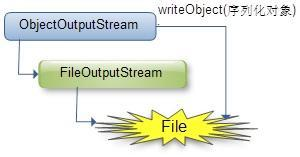 writeObject(序列化对象)
ObjectOutputStream
FileOutputStream
File